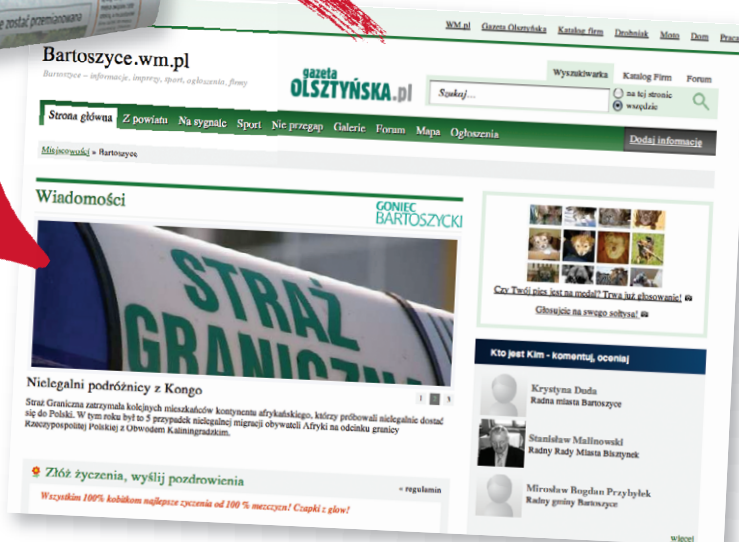 e zostać przemianowana
WM.pl Gazeta Olsztyńska Katalog firm Drobniak Moto Dom Praca
Bartoszyce.wm.pl
Bartoszyce – informacje, imprezy, sport, ogłoszenia, firmy
gazeta
OLSZTYŃSKA.pl
Wyszukiwarka Katalog Firm Forum
Szukaj...
na tej stronie
wszędzie
Strona główna Z powiatu Na sygnale Sport Nie przegap Galerie Forum Mapa Ogłoszenia
Dodaj informację
Miejscowości » Bartoszyce
Wiadomości
GONIEC
BARTOSZYCKI
STRAŻ
GRANICZNA
Nielegalni podróżnicy z Kongo
1 2 3
Straż Graniczna zatrzymała kolejnych mieszkańców kontynentu afrykańskiego, którzy próbowali nielegalnie dostać
się do Polski. W tym roku był to 5 przypadek nielegalnej migracji obywateli Afryki na odcinku granicy
Rzeczypospolitej Polskiej z Obwodem Kaliningradzkim.
Złóż życzenia, wyślij pozdrowienia
« regulamin
Wszystkim 100% kobitkom najlepsze zyczenia od 100 % mezczyzn! Czapki z glow!
Czy Twój pies jest na medal? Trwa już głosowanie!
Głosujcie na swego sołtysa!
Kto jest Kim - komentuj, oceniaj
Krystyna Duda
Radna miasta Bartoszyce
Stanisław Malinowski
Radny Rady Miasta Bisztynek
Mirosław Bogdan Przybyłek
Radny gminy Bartoszyce
więcej